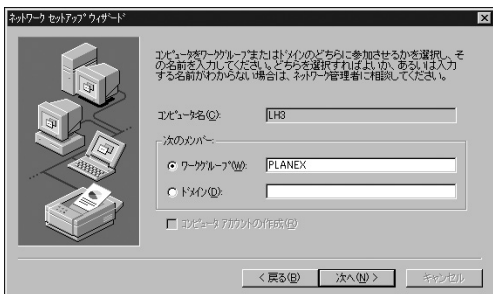 ネットワーク セットアップ ウィザード
コンピュータをワークグループまたはドメインのどちらに参加させるかを選択し、そ
の名前を入力してください。どちらを選択すればよいか、あるいは入力
する名前がわからない場合は、ネットワーク管理者に相談してください。
コンピュータ名(C):
LH3
次のメンバー:
ワークグループ(W):
PLANEX
ドメイン(D):
コンピュータ アカウントの作成(R)
< 戻る(B)
次へ(N) >
キャンセル